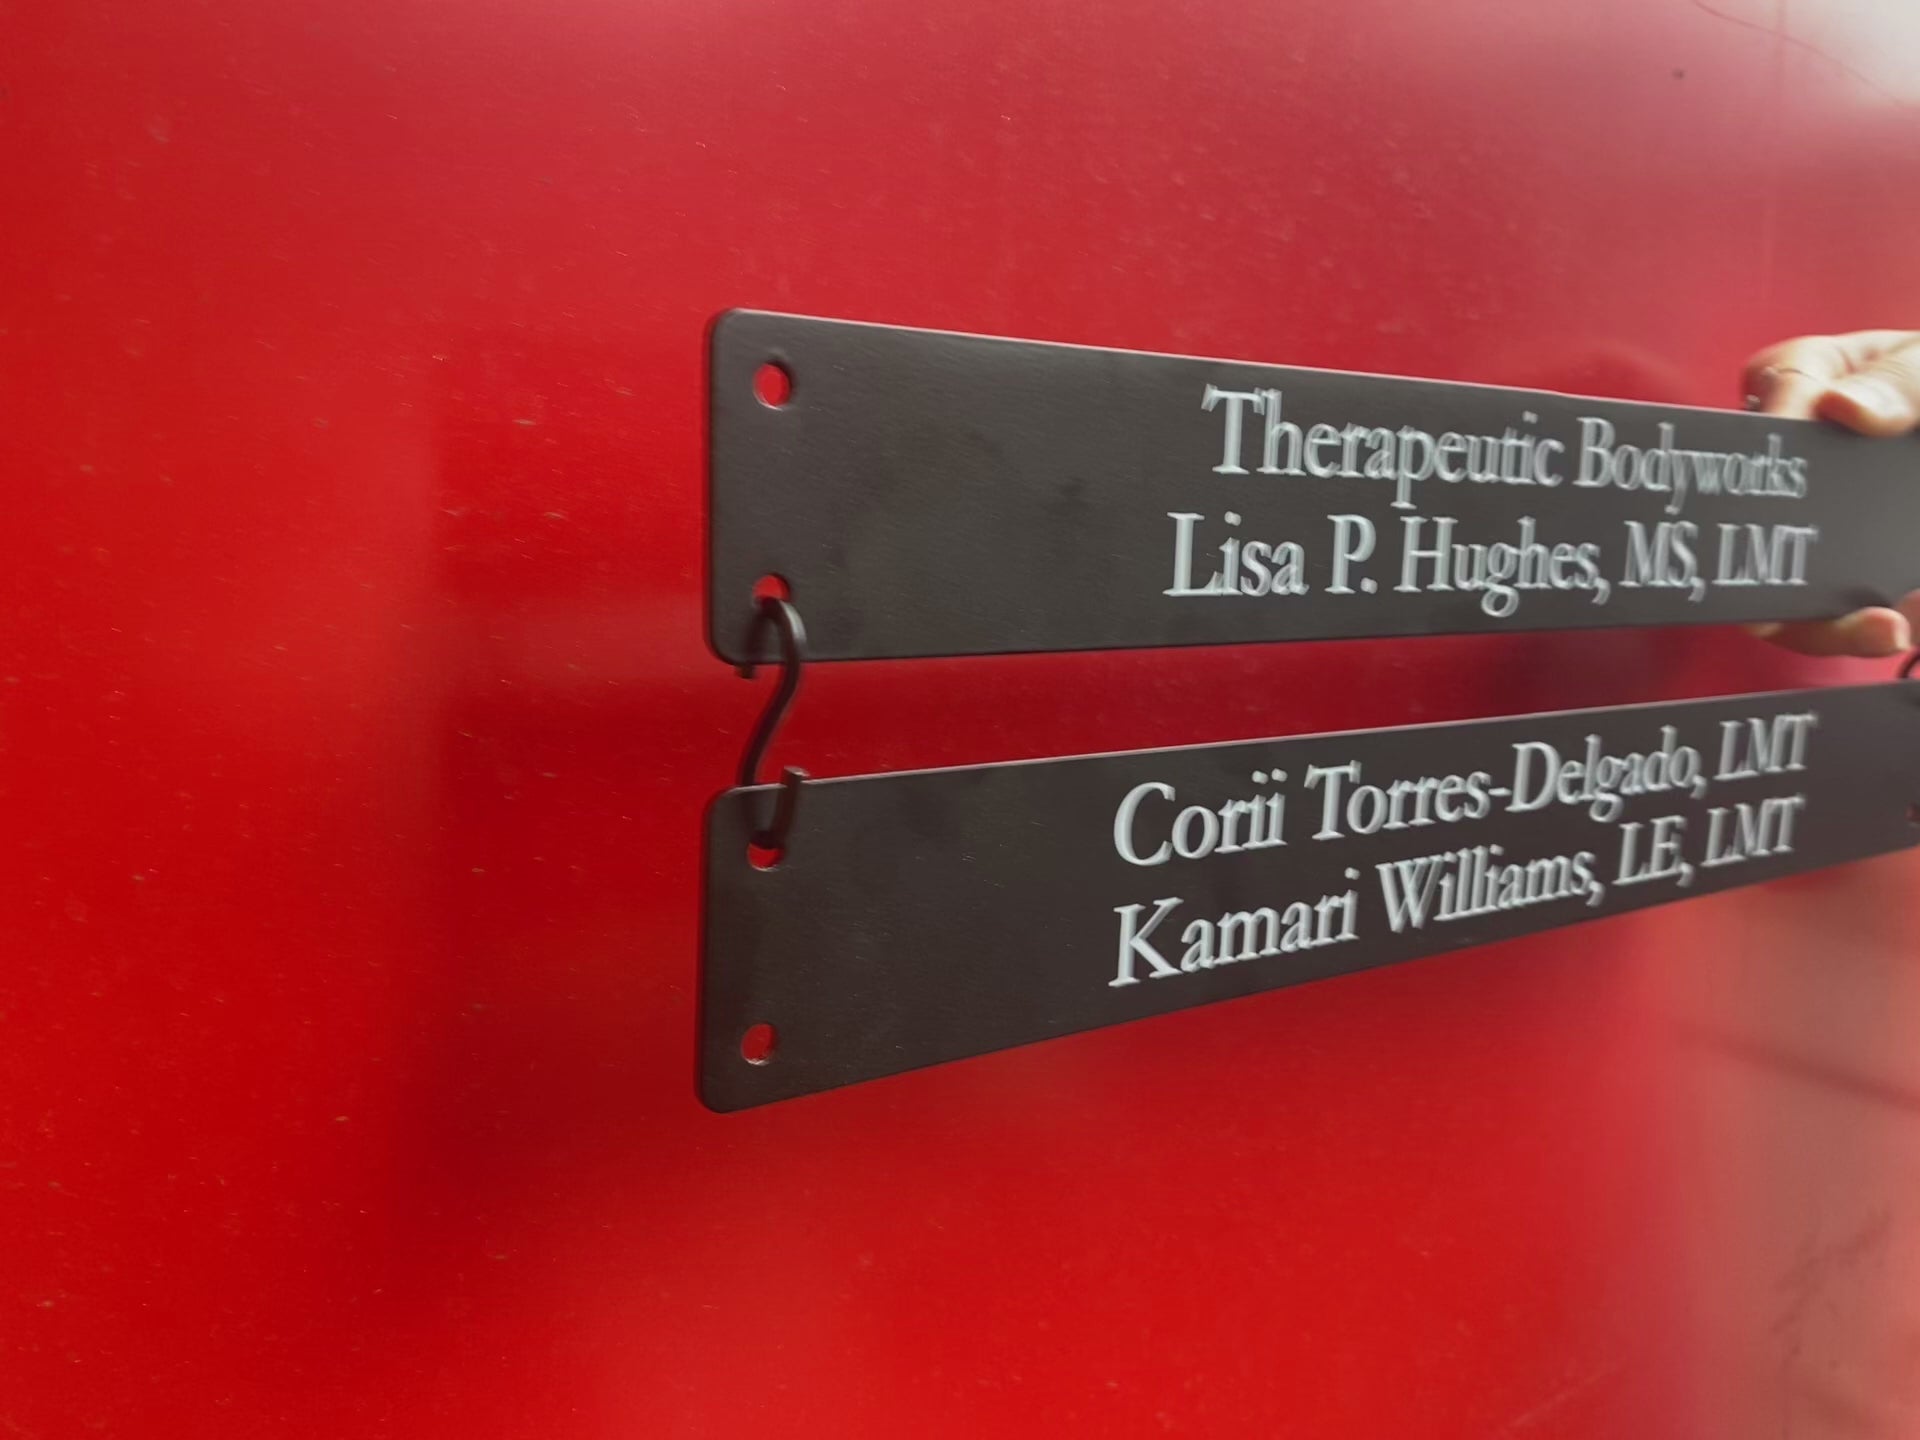 Therapeutic Bodyworks
Lisa P. Hughes, MS, LMT
Corii Torres-Delgado, LMT
Kamari Williams, LE, LMT